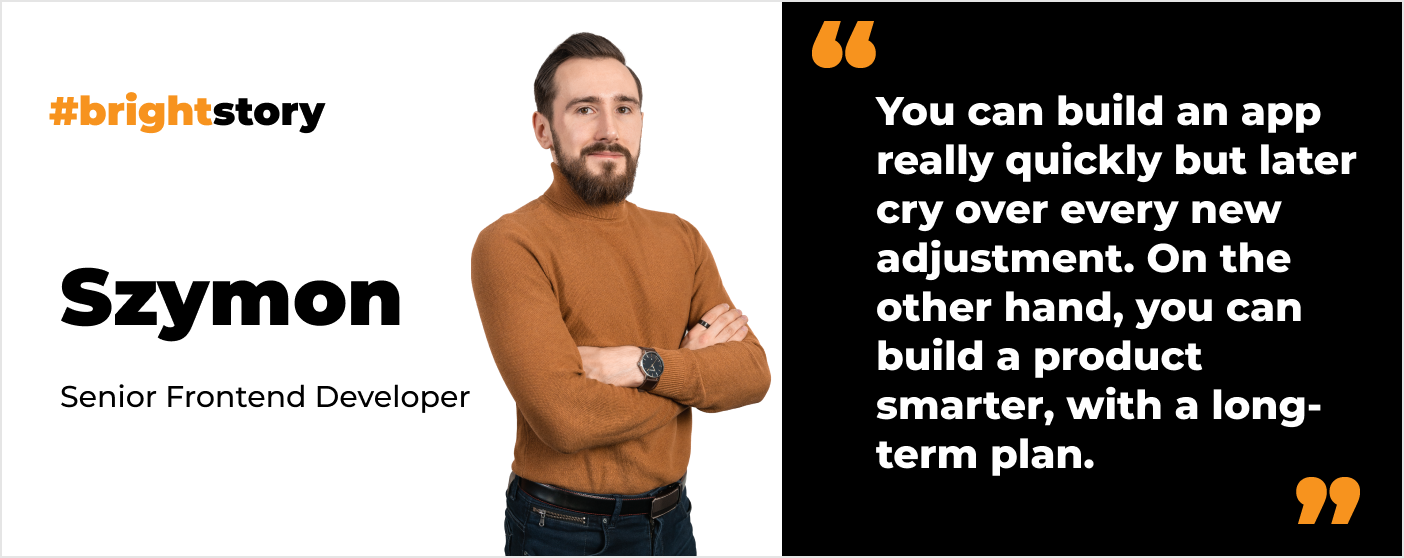 #brightstory
Szymon
Senior Frontend Developer
“
You can build an app
really quickly but later
cry over every new
adjustment. On the
other hand, you can
build a product
smarter, with a long-
term plan.
”